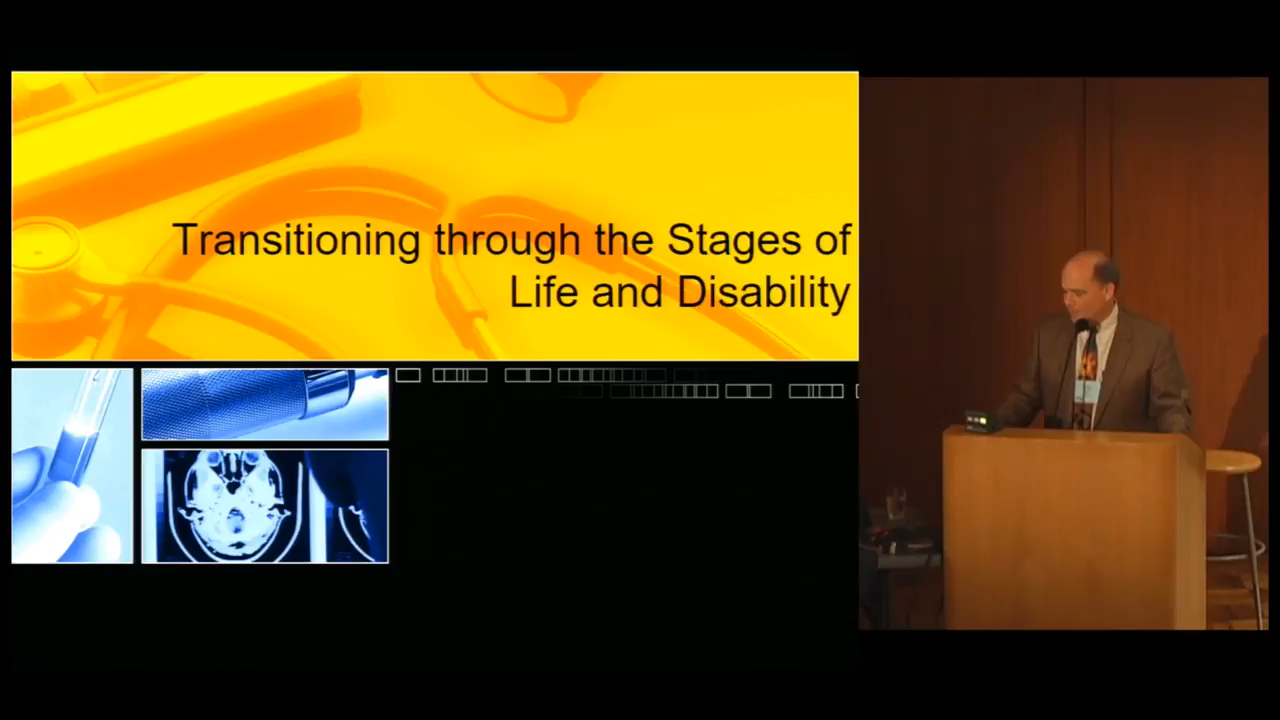 Transitioning through the Stages of
Life and Disability